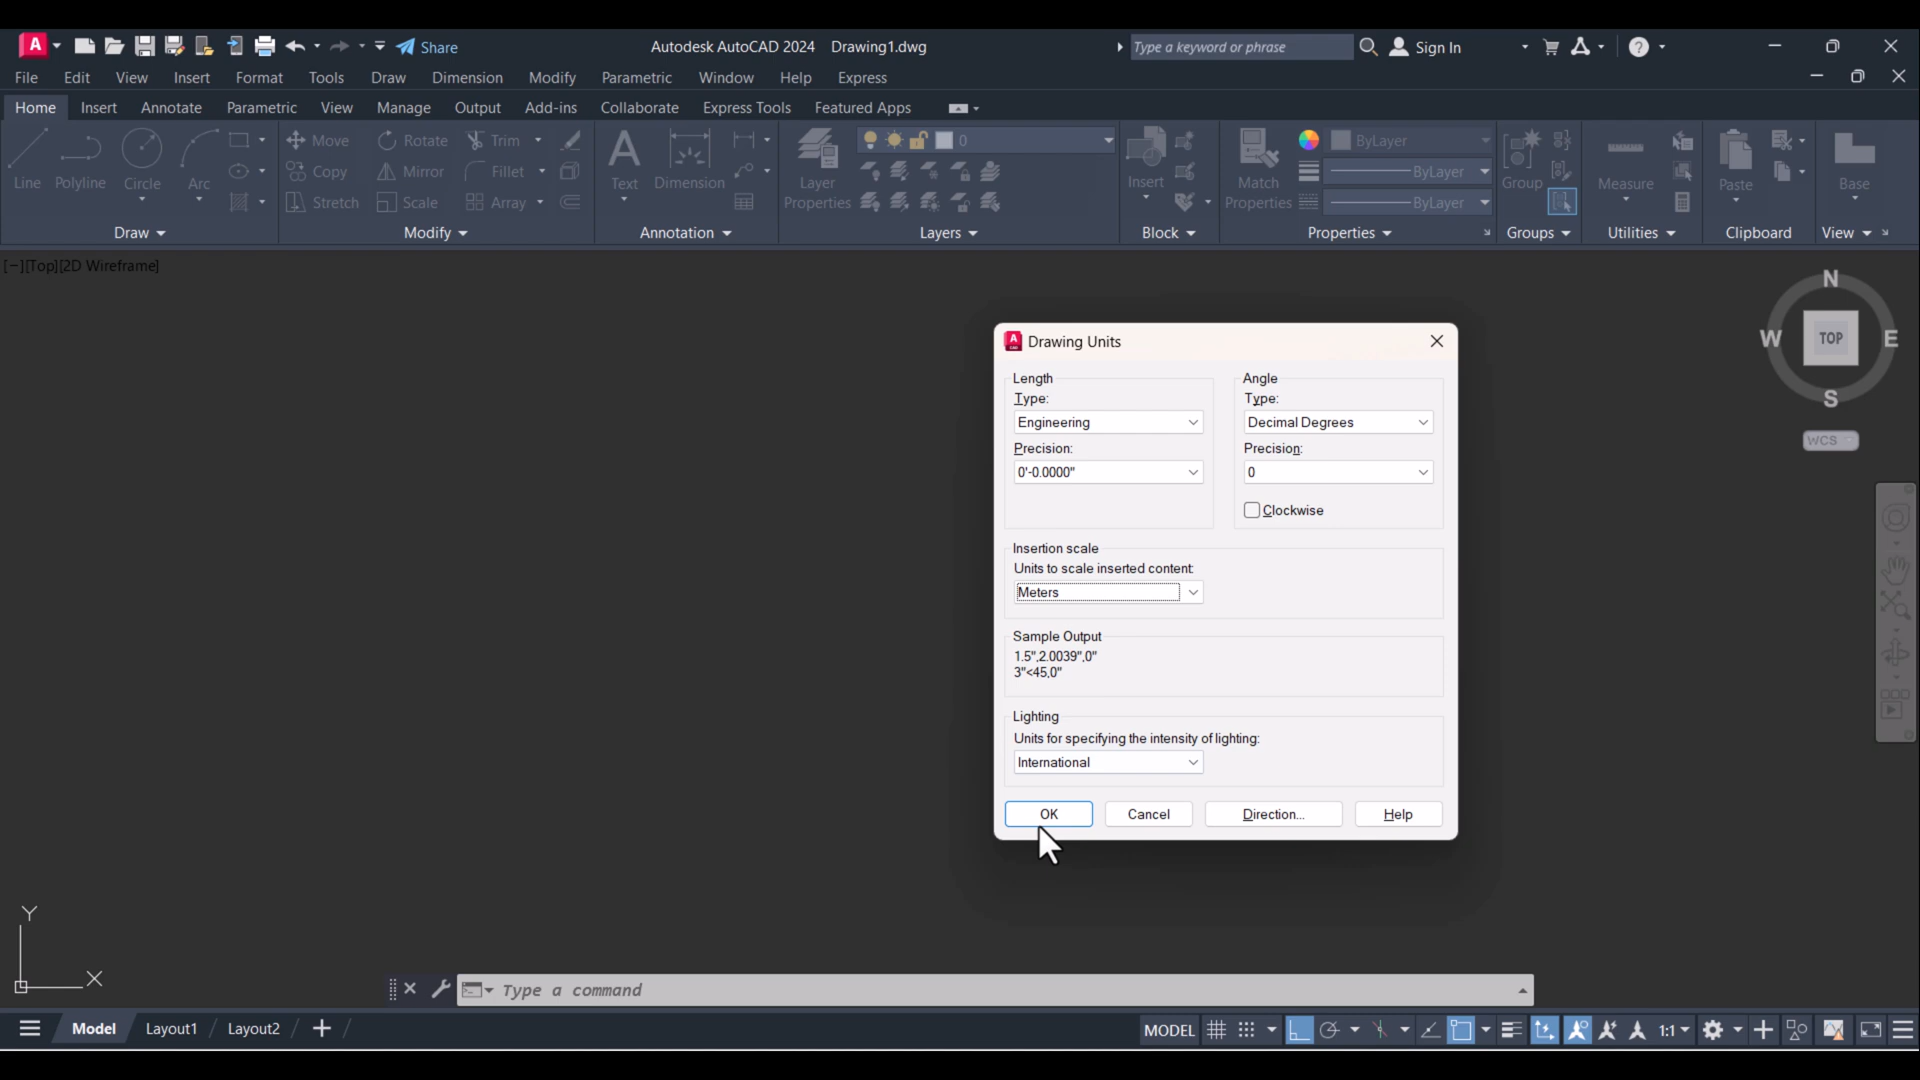 A Share Autodesk AutoCAD 2024 Drawing1.dwg Type a keyword or phrase Sign In ?
File Edit View Insert Format Tools Draw Dimension Modify Parametric Window Help Express
Home Insert Annotate Parametric View Manage Output Add-ins Collaborate Express Tools Featured Apps
Line Polyline Circle Arc
Move Rotate Trim
Copy Mirror Fillet
Stretch Scale Array
A Text Dimension
Layer Properties
0
Insert
Match Properties
ByLayer
ByLayer
ByLayer
Group
Measure
Paste
Base
Draw Modify Annotation Layers Block Properties Groups Utilities Clipboard View
[−][Top][2D Wireframe]
N
W TOP E
S
WCS
Drawing Units
Length
Type:
Engineering
Precision:
0'-0.0000"
Angle
Type:
Decimal Degrees
Precision:
0
Clockwise
Insertion scale
Units to scale inserted content:
Meters
Sample Output
1.5",2.0039",0"
3"<45,0"
Lighting
Units for specifying the intensity of lighting:
International
OK Cancel Direction... Help
Y
X
Type a command
Model Layout1 Layout2 + MODEL 1:1